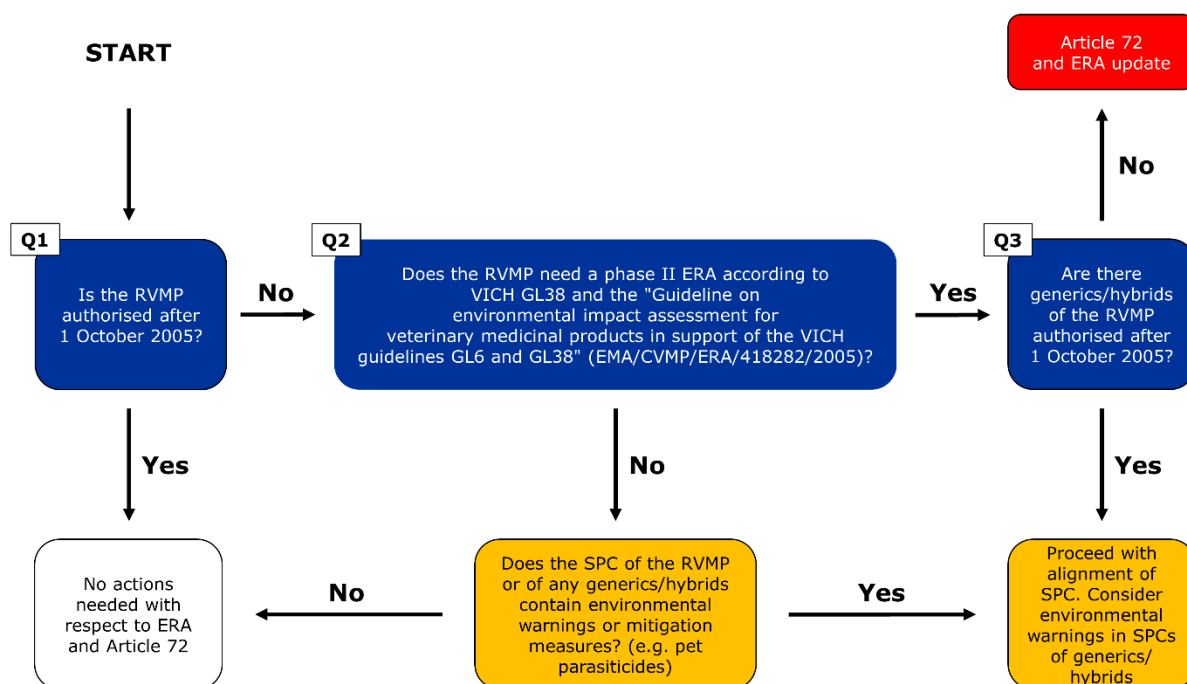 START
Article 72
and ERA update
No
Q1
Is the RVMP
authorised after
1 October 2005?
No
Q2
Does the RVMP need a phase II ERA according to
VICH GL38 and the "Guideline on
environmental impact assessment for
veterinary medicinal products in support of the VICH
guidelines GL6 and GL38" (EMA/CVMP/ERA/418282/2005)?
Yes
Q3
Are there
generics/hybrids
of the RVMP
authorised after
1 October 2005?
Yes
No
Yes
No actions
needed with
respect to ERA
and Article 72
No
Does the SPC of the RVMP
or of any generics/hybrids
contain environmental
warnings or mitigation
measures? (e.g. pet
parasiticides)
Yes
Proceed with
alignment of
SPC. Consider
environmental
warnings in SPCs
of generics/
hybrids